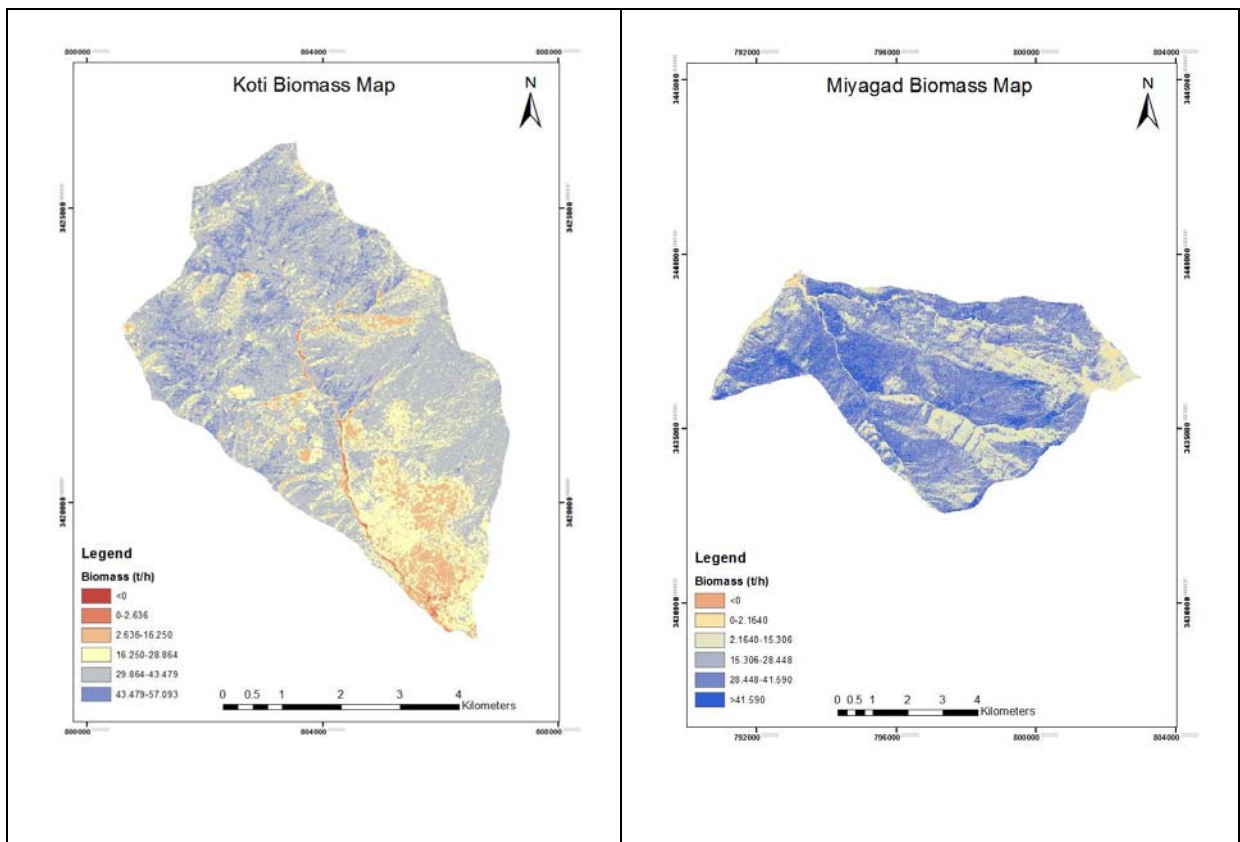 800000 804000 808000
Koti Biomass Map
N
3425000 3425000
3420000 3420000
Legend
Biomass (t/h)
<0
0-2.636
2.636-16.250
16.250-28.864
29.864-43.479
43.479-57.093
0 0.5 1 2 3 4
Kilometers
800000 804000 808000
792000 796000 800000 804000
Miyagad Biomass Map
N
3445000 3445000
3440000 3440000
3435000 3435000
3430000 3430000
Legend
Biomass (t/h)
<0
0-2.1640
2.1640-15.306
15.306-28.448
28.448-41.590
>41.590
0 0.5 1 2 3 4
Kilometers
792000 796000 800000 804000